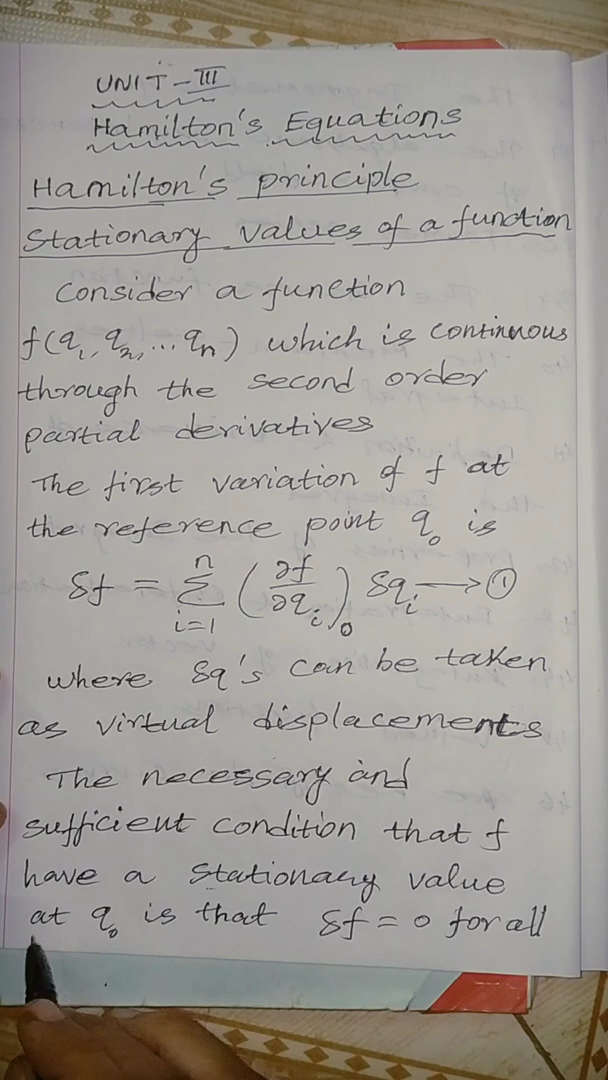 UNIT-III
Hamilton's Equations
Hamilton's principle
Stationary values of a function
Consider a function
f(q₁, q₂, ... qₙ) which is continuous
through the second order
partial derivatives
The first variation of f at
the reference point q₀ is
δf = Σᵢ₌₁ⁿ (∂f/∂qᵢ)₀ δqᵢ → ①
where δq's can be taken
as virtual displacements
The necessary and
sufficient condition that f
have a stationary value
at q₀ is that δf = 0 for all